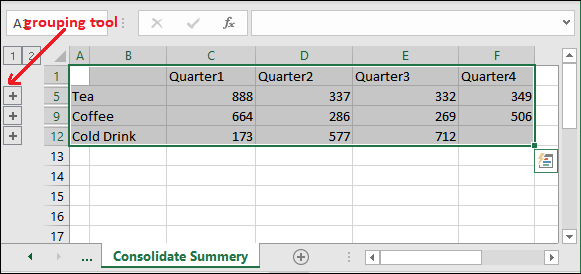 A1 grouping tool fx
1 2 A B C D E F
1 Quarter1 Quarter2 Quarter3 Quarter4
+ 5 Tea 888 337 332 349
+ 9 Coffee 664 286 269 506
+ 12 Cold Drink 173 577 712
13
14
15
16
17
... Consolidate Summery